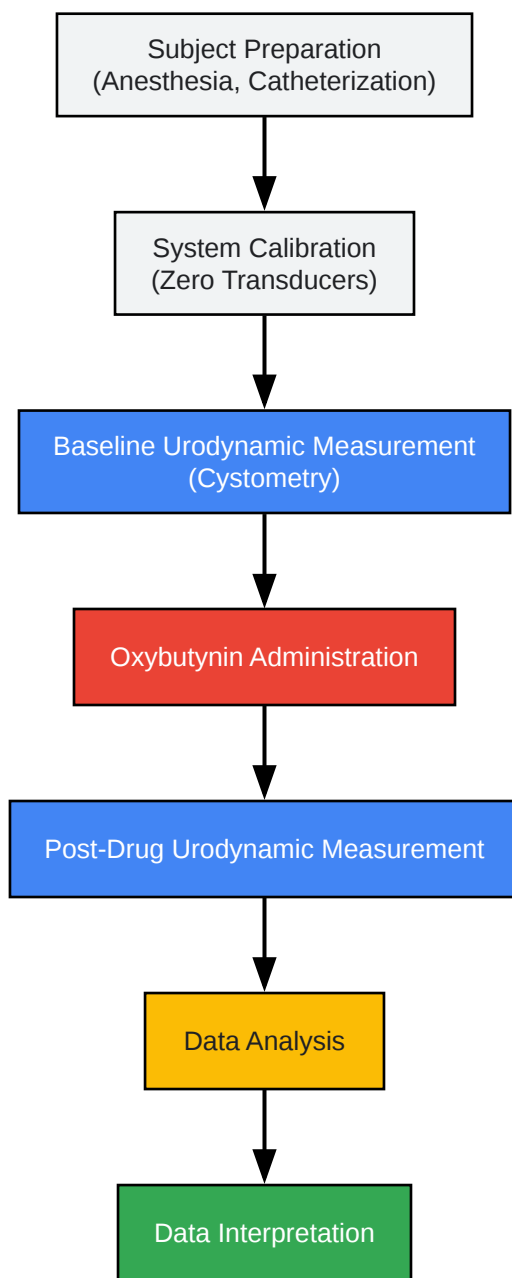 Subject Preparation
(Anesthesia, Catheterization)
System Calibration
(Zero Transducers)
Baseline Urodynamic Measurement
(Cystometry)
Oxybutynin Administration
Post-Drug Urodynamic Measurement
Data Analysis
Data Interpretation